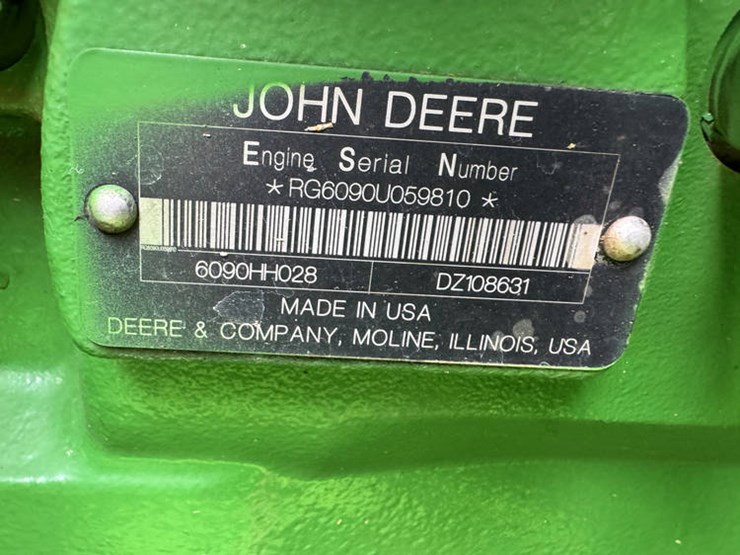 JOHN DEERE
Engine Serial Number
*RG6090U059810*
6090HH028 DZ108631
MADE IN USA
DEERE & COMPANY, MOLINE, ILLINOIS, USA